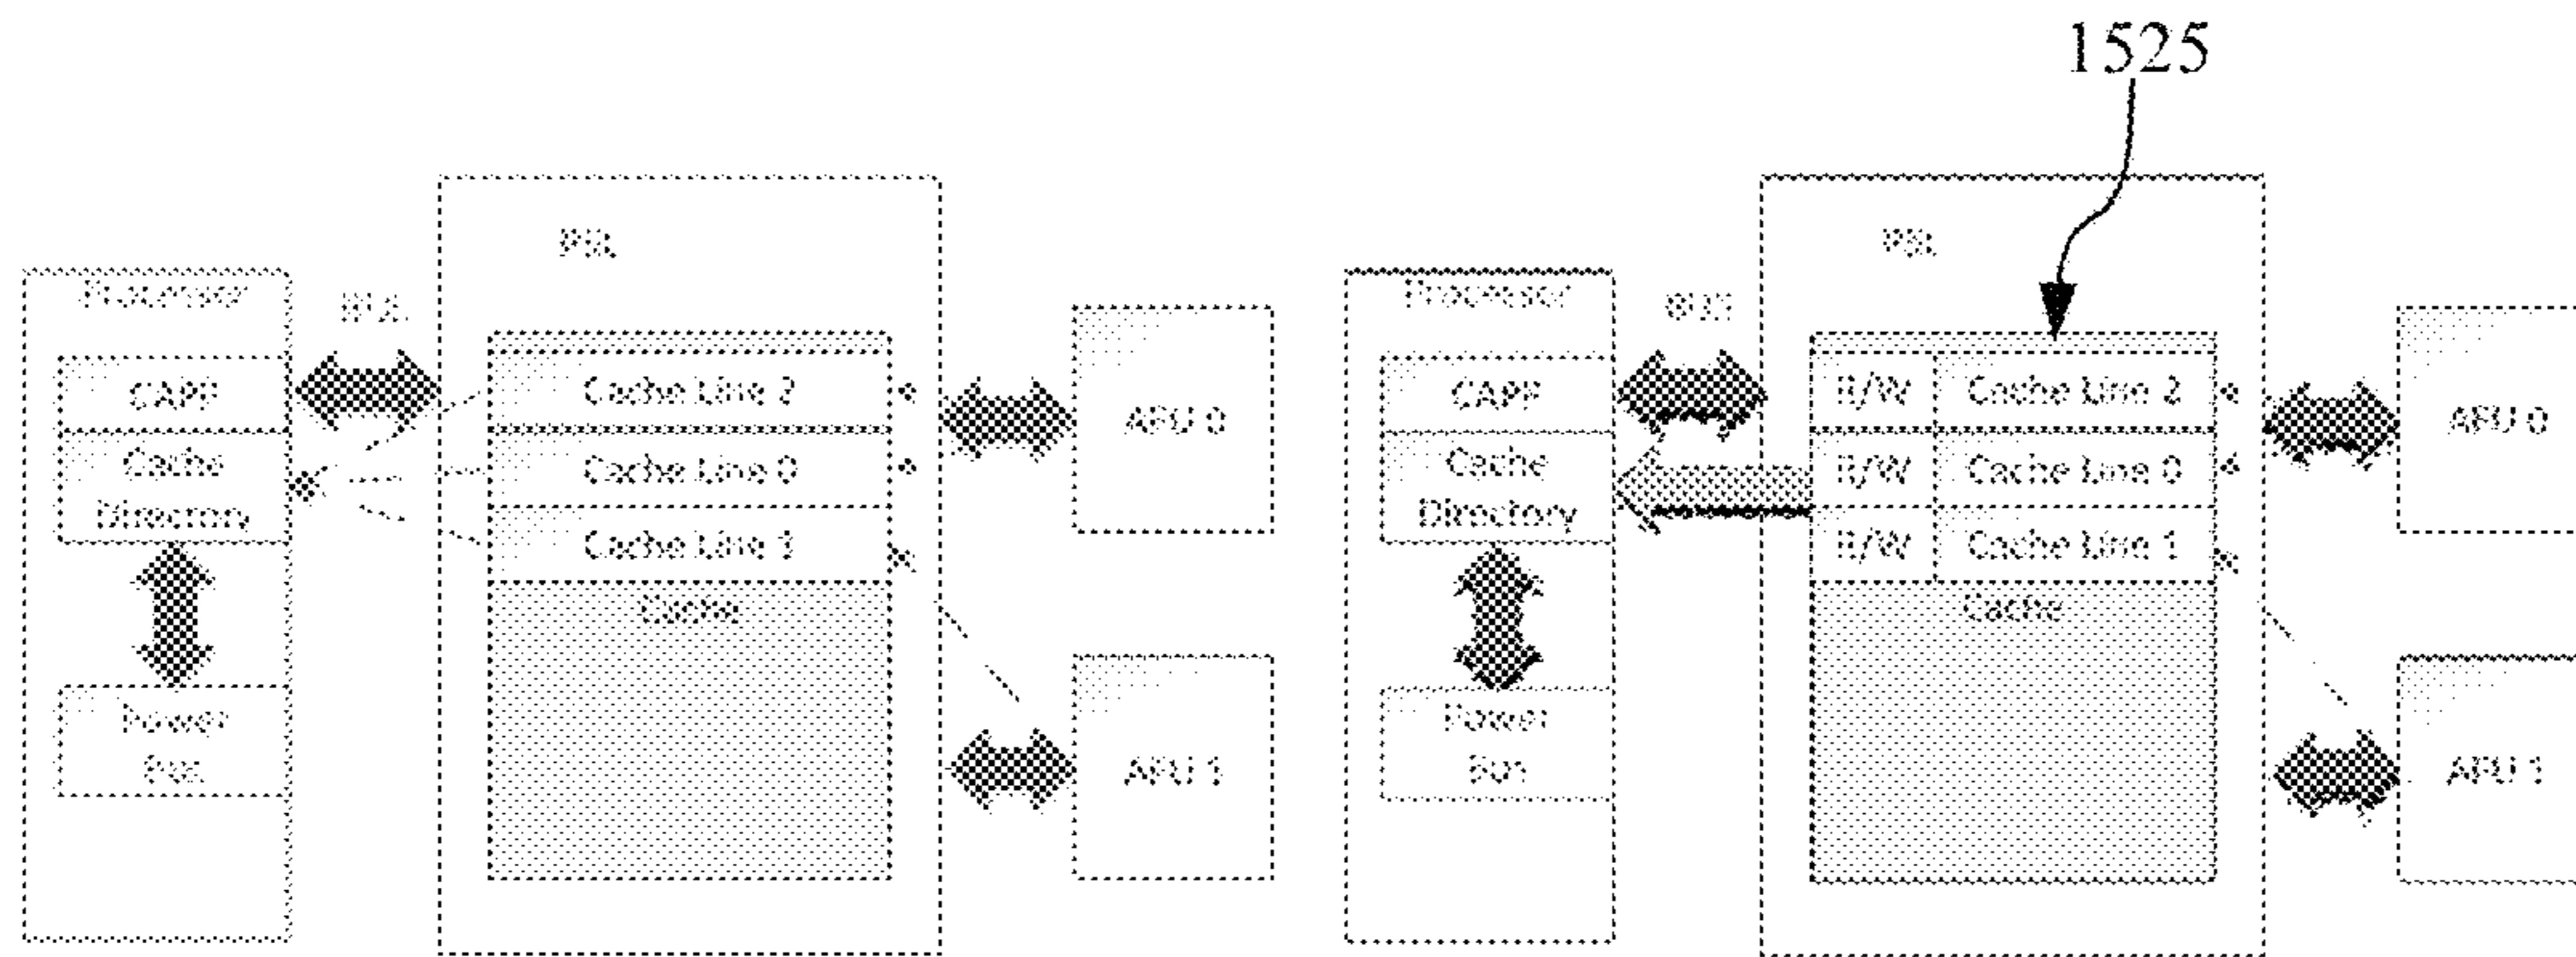 1525
PSL
Processor
CAPP
Cache
Directory
Power
Cache Line 2
Cache Line 0
Cache Line 1
Cache
AFU 0
AFU 1
PSL
Processor
BUS
CAPP
Cache
Directory
Power
Bus
R/W Cache Line 2
R/W Cache Line 0
R/W Cache Line 1
Cache
AFU 0
AFU 1